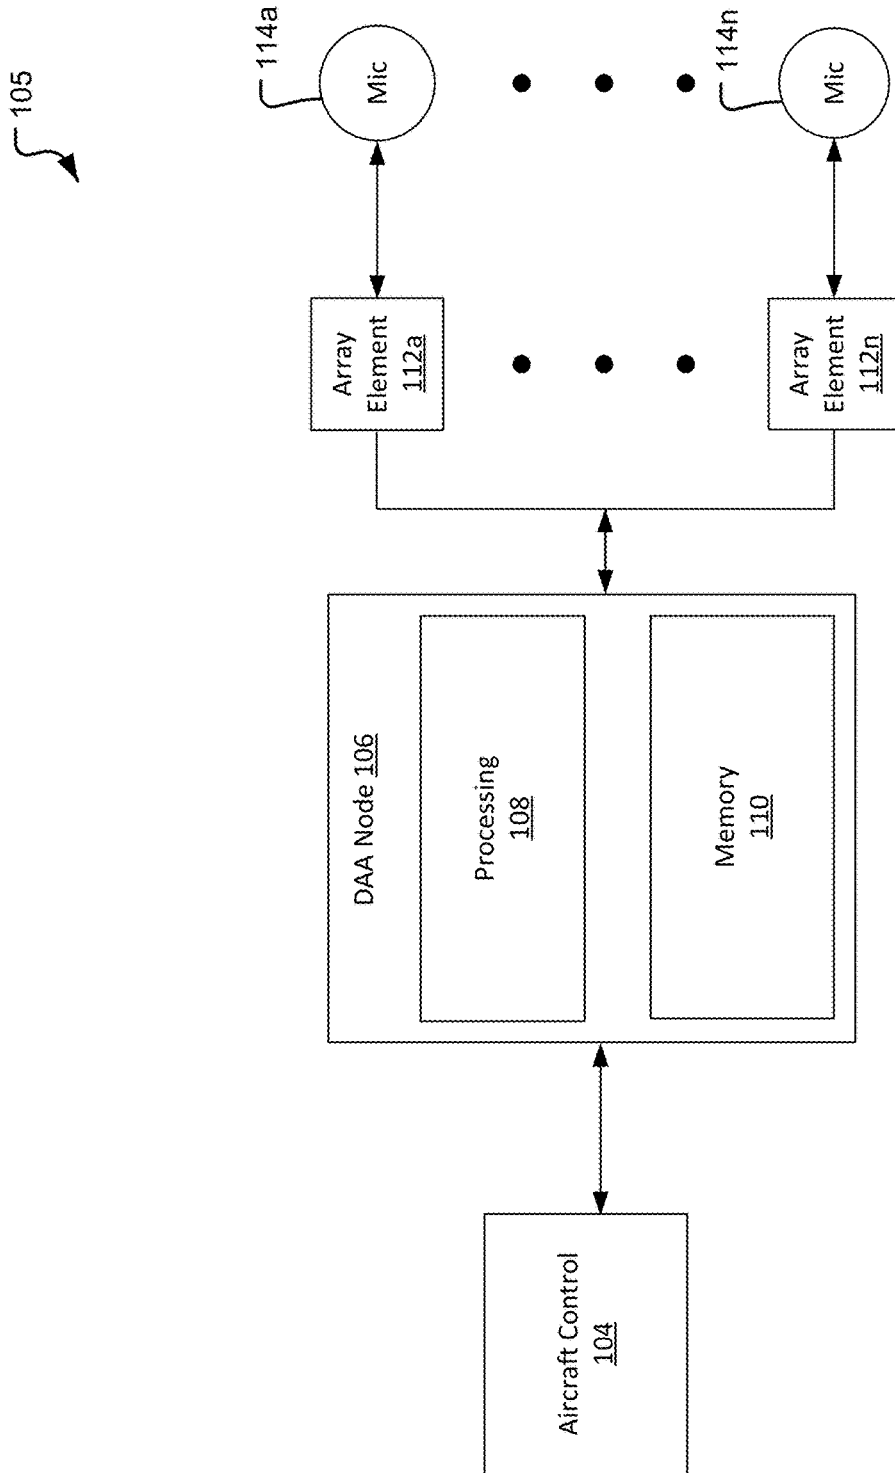 105
Aircraft Control
104
DAA Node 106
Processing
108
Memory
110
Array
Element
112a
Array
Element
112n
Mic
114a
Mic
114n